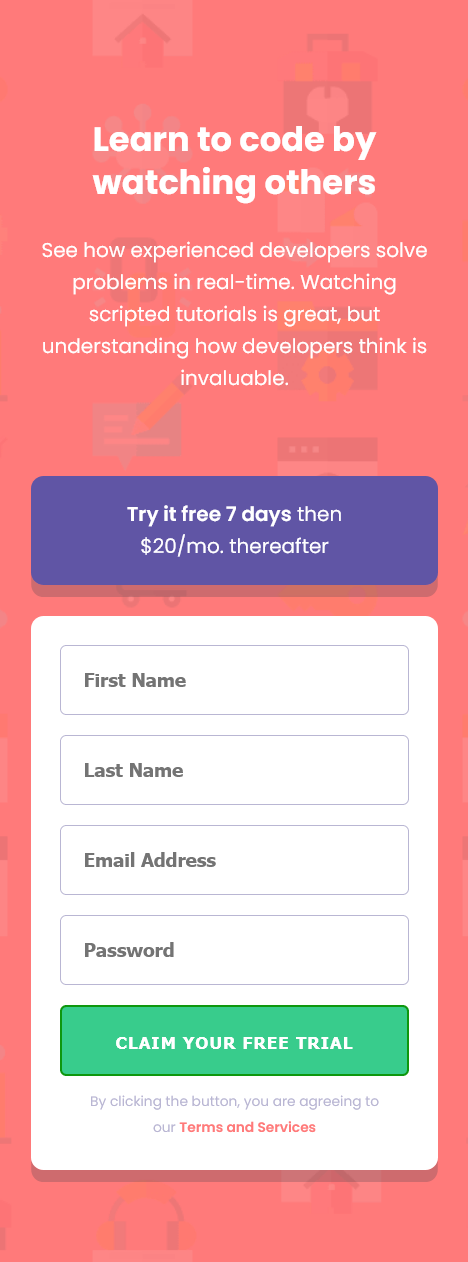 Learn to code by
watching others
See how experienced developers solve
problems in real-time. Watching
scripted tutorials is great, but
understanding how developers think is
invaluable.
Try it free 7 days then
$20/mo. thereafter
First Name
Last Name
Email Address
Password
CLAIM YOUR FREE TRIAL
By clicking the button, you are agreeing to
our Terms and Services